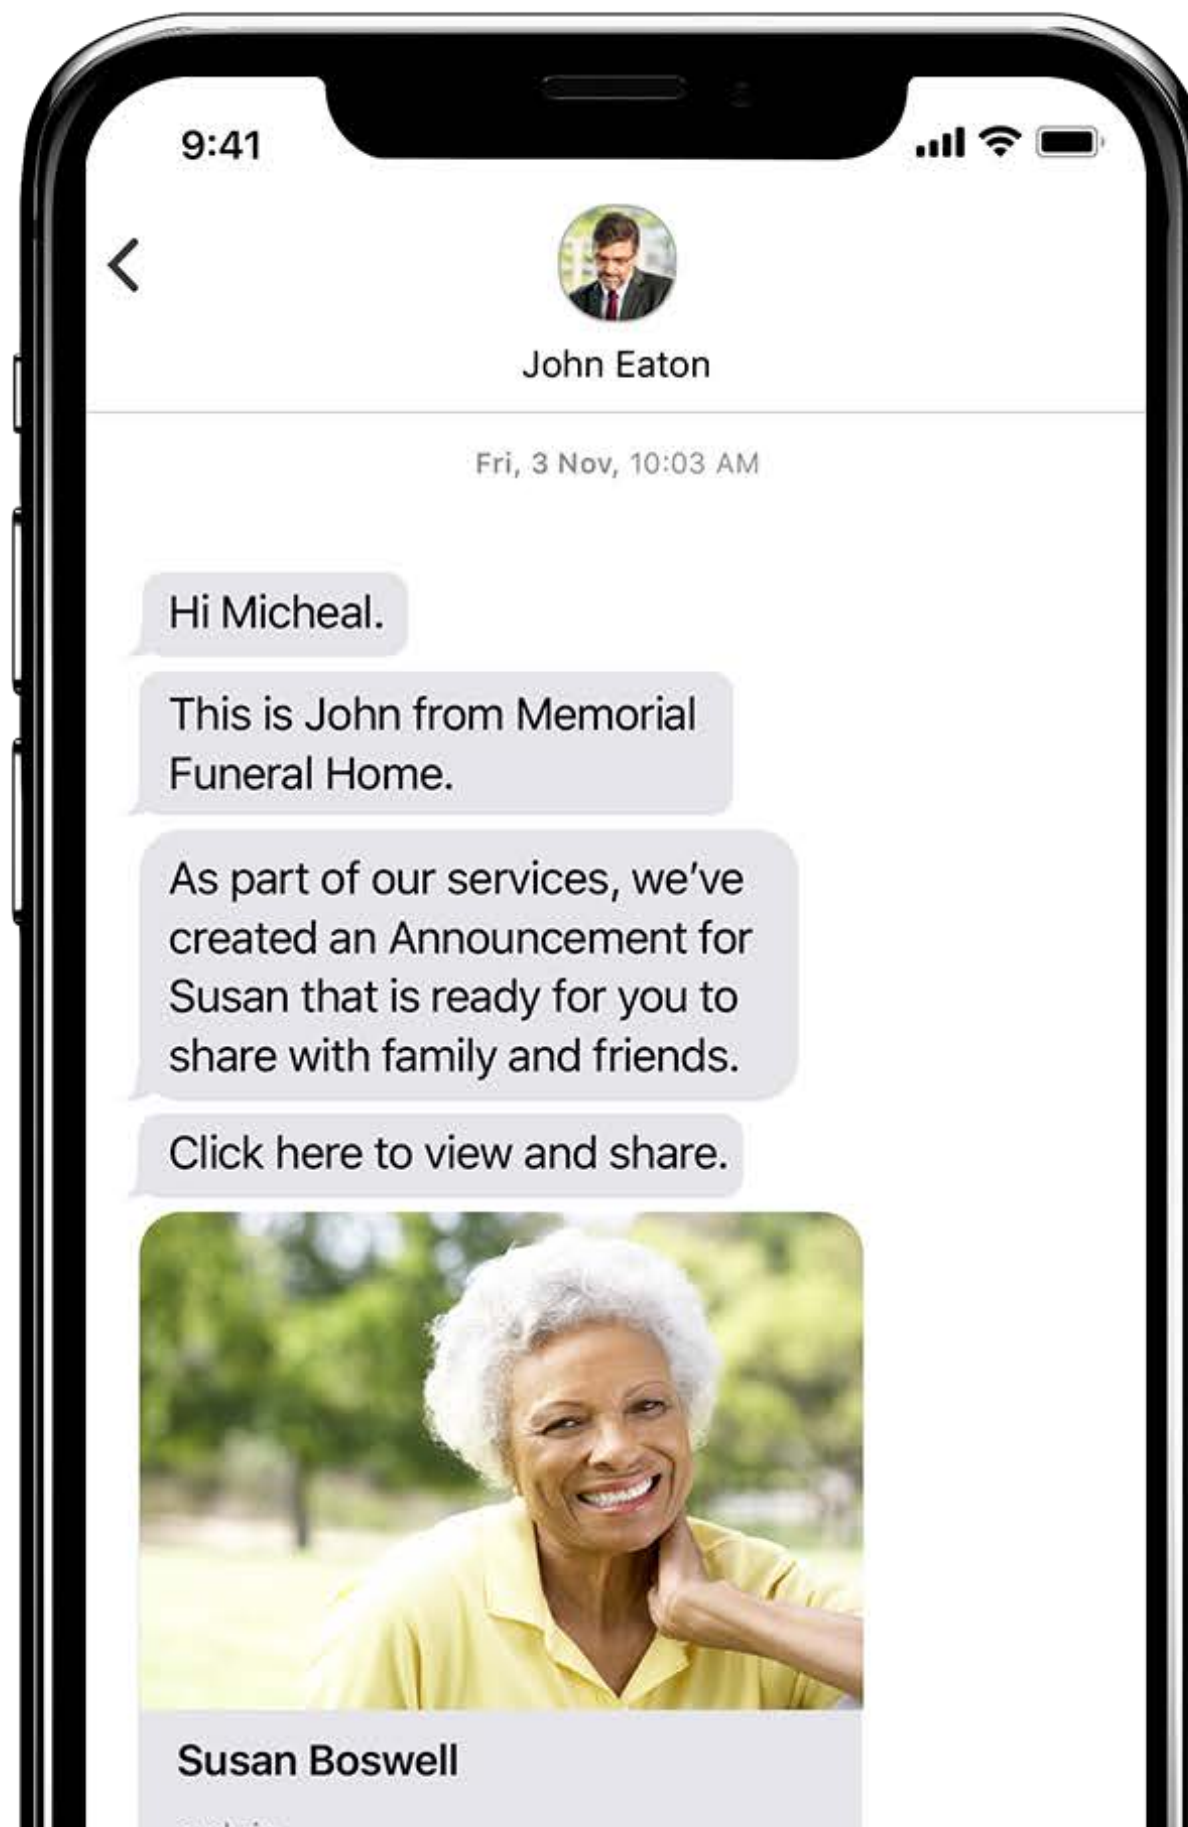 9:41
John Eaton
Fri, 3 Nov, 10:03 AM
Hi Micheal.
This is John from Memorial
Funeral Home.
As part of our services, we've
created an Announcement for
Susan that is ready for you to
share with family and friends.
Click here to view and share.
Susan Boswell